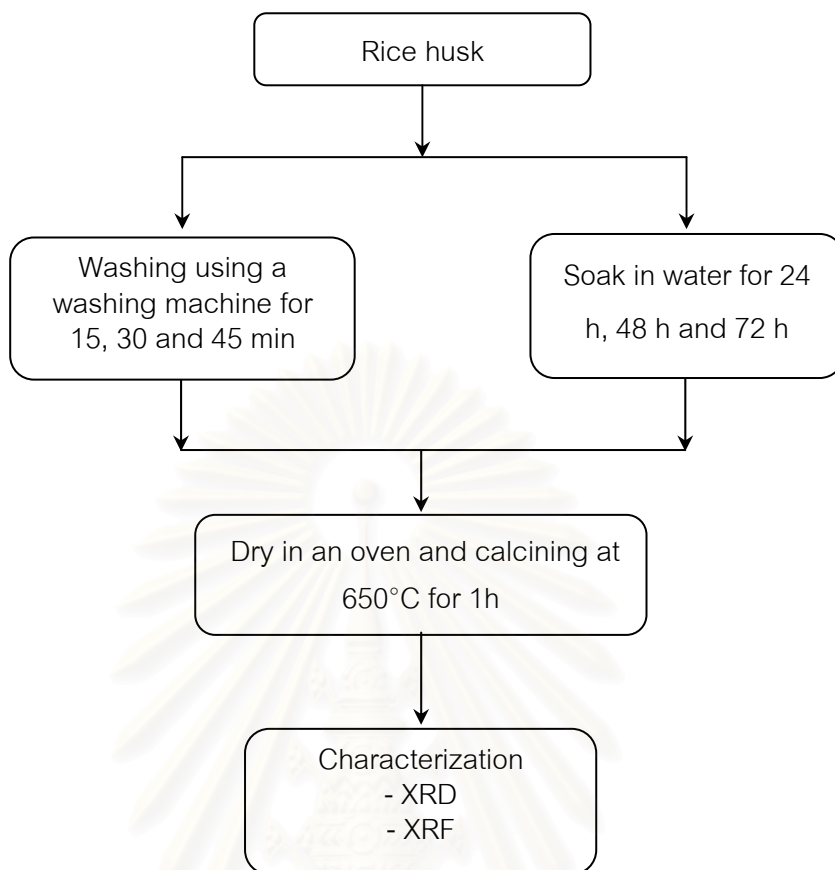 Rice husk
Washing using a
washing machine for
15, 30 and 45 min
Soak in water for 24
h, 48 h and 72 h
Dry in an oven and calcining at
650°C for 1h
Characterization
- XRD
- XRF